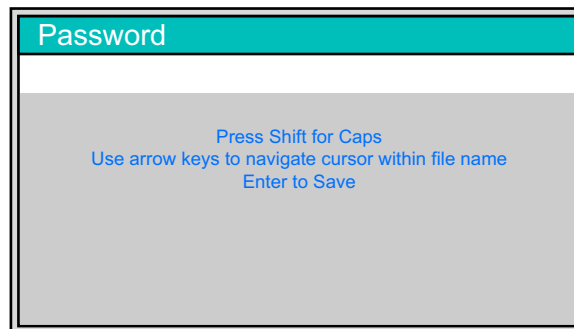 Password
Press Shift for Caps
Use arrow keys to navigate cursor within file name
Enter to Save